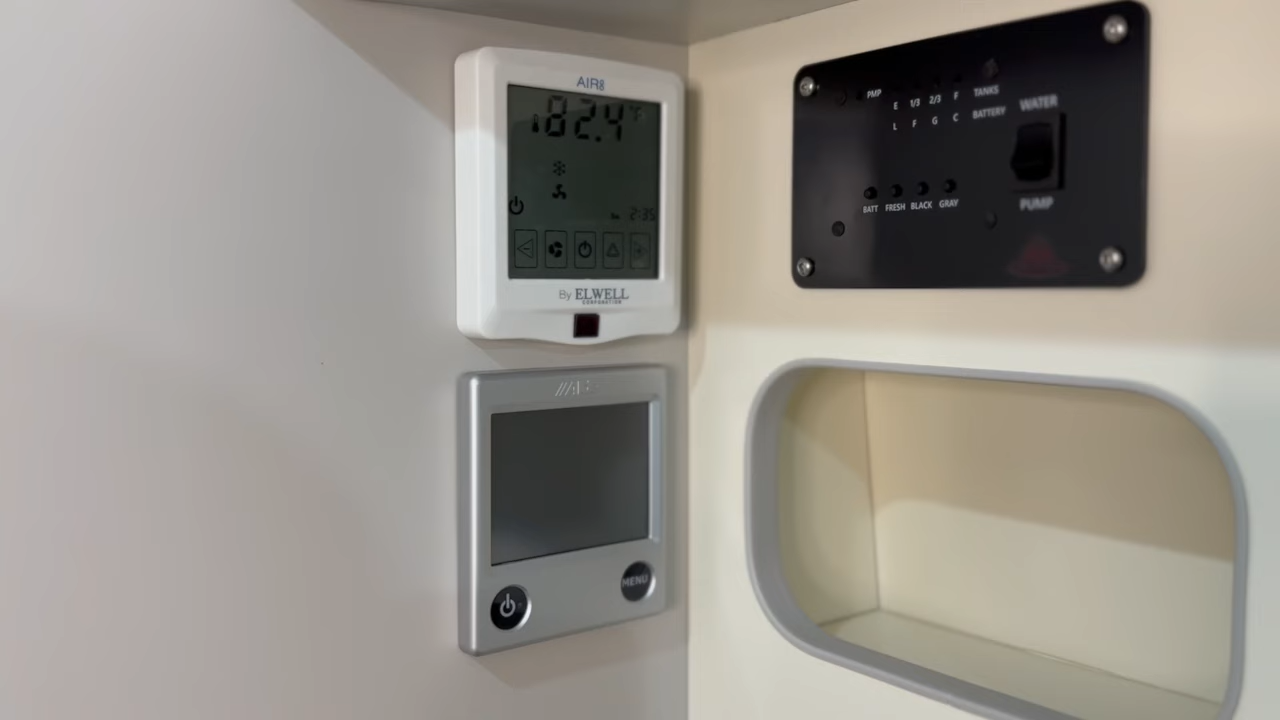 AIR8
82.4 °F
2:35
By ELWELL
CORPORATION
MENU
PMP E 1/3 2/3 F TANKS
L F G C BATTERY
WATER
PUMP
BATT FRESH BLACK GRAY